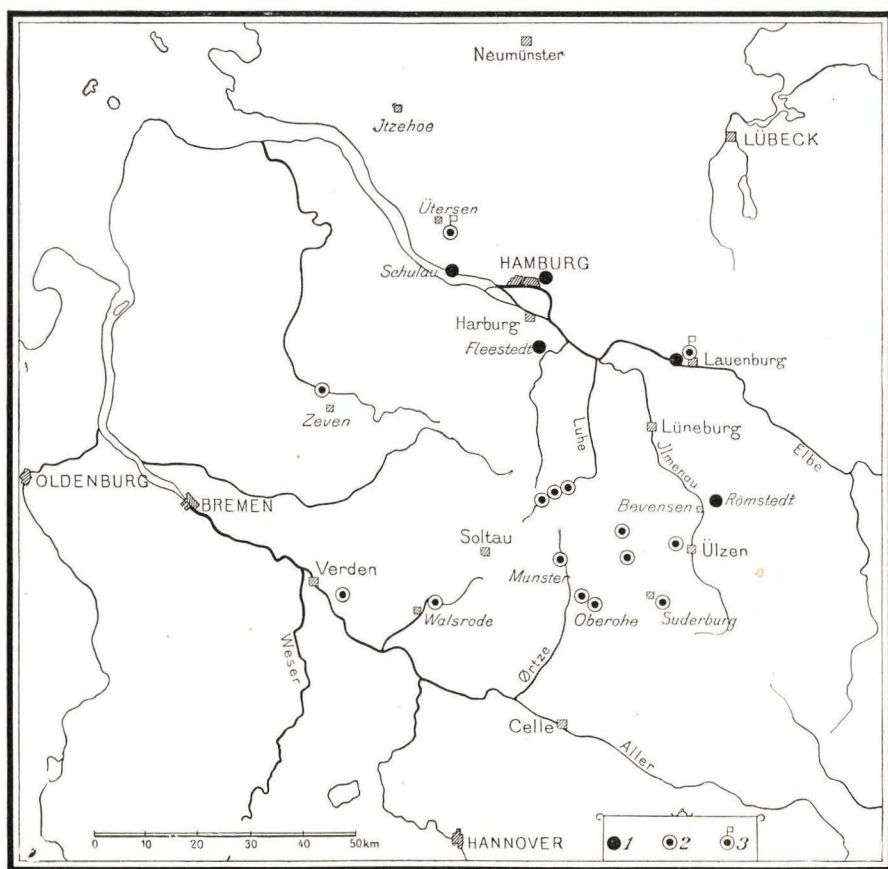 Neumünster
Jtzehoe
LÜBECK
Ütersen
Schulau
HAMBURG
Harburg
Fleestedt
Lauenburg
Zeven
Luhe
Lüneburg
Elbe
Jlmenau
OLDENBURG
BREMEN
Bevensen
Römstedt
Soltau
Ülzen
Verden
Munster
Walsrode
Oberohe
Suderburg
Weser
Ørtze
Celle
Aller
0 10 20 30 40 50km
HANNOVER
1 2 3